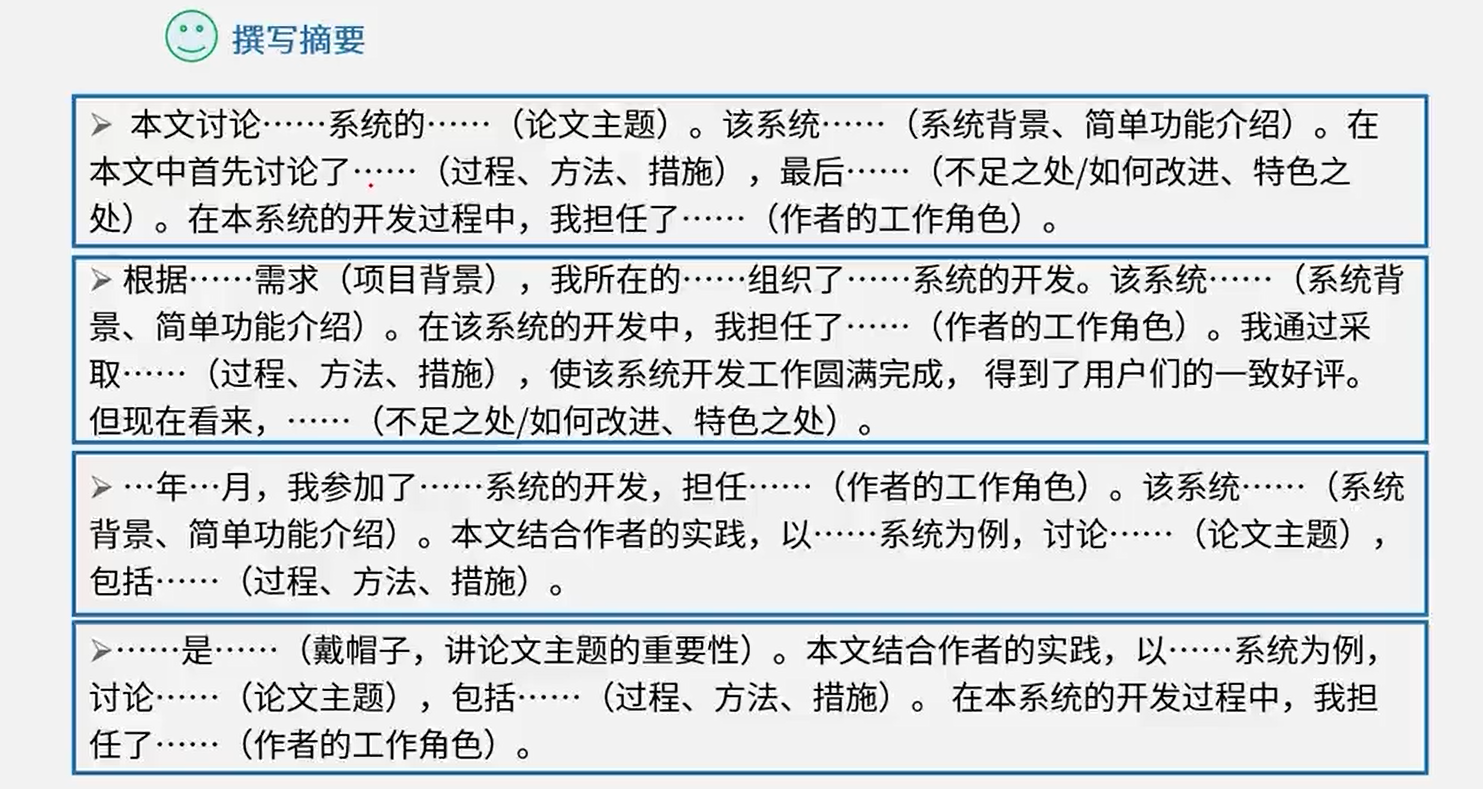 撰写摘要
➢ 本文讨论……系统的……（论文主题）。该系统……（系统背景、简单功能介绍）。在
本文中首先讨论了……（过程、方法、措施），最后……（不足之处/如何改进、特色之
处）。在本系统的开发过程中，我担任了……（作者的工作角色）。
➢ 根据……需求（项目背景），我所在的……组织了……系统的开发。该系统……（系统背
景、简单功能介绍）。在该系统的开发中，我担任了……（作者的工作角色）。我通过采
取……（过程、方法、措施），使该系统开发工作圆满完成， 得到了用户们的一致好评。
但现在看来，……（不足之处/如何改进、特色之处）。
➢ …年…月，我参加了……系统的开发，担任……（作者的工作角色）。该系统……（系统
背景、简单功能介绍）。本文结合作者的实践，以……系统为例，讨论……（论文主题），
包括……（过程、方法、措施）。
➢ ……是……（戴帽子，讲论文主题的重要性）。本文结合作者的实践，以……系统为例，
讨论……（论文主题），包括……（过程、方法、措施）。 在本系统的开发过程中，我担
任了……（作者的工作角色）。